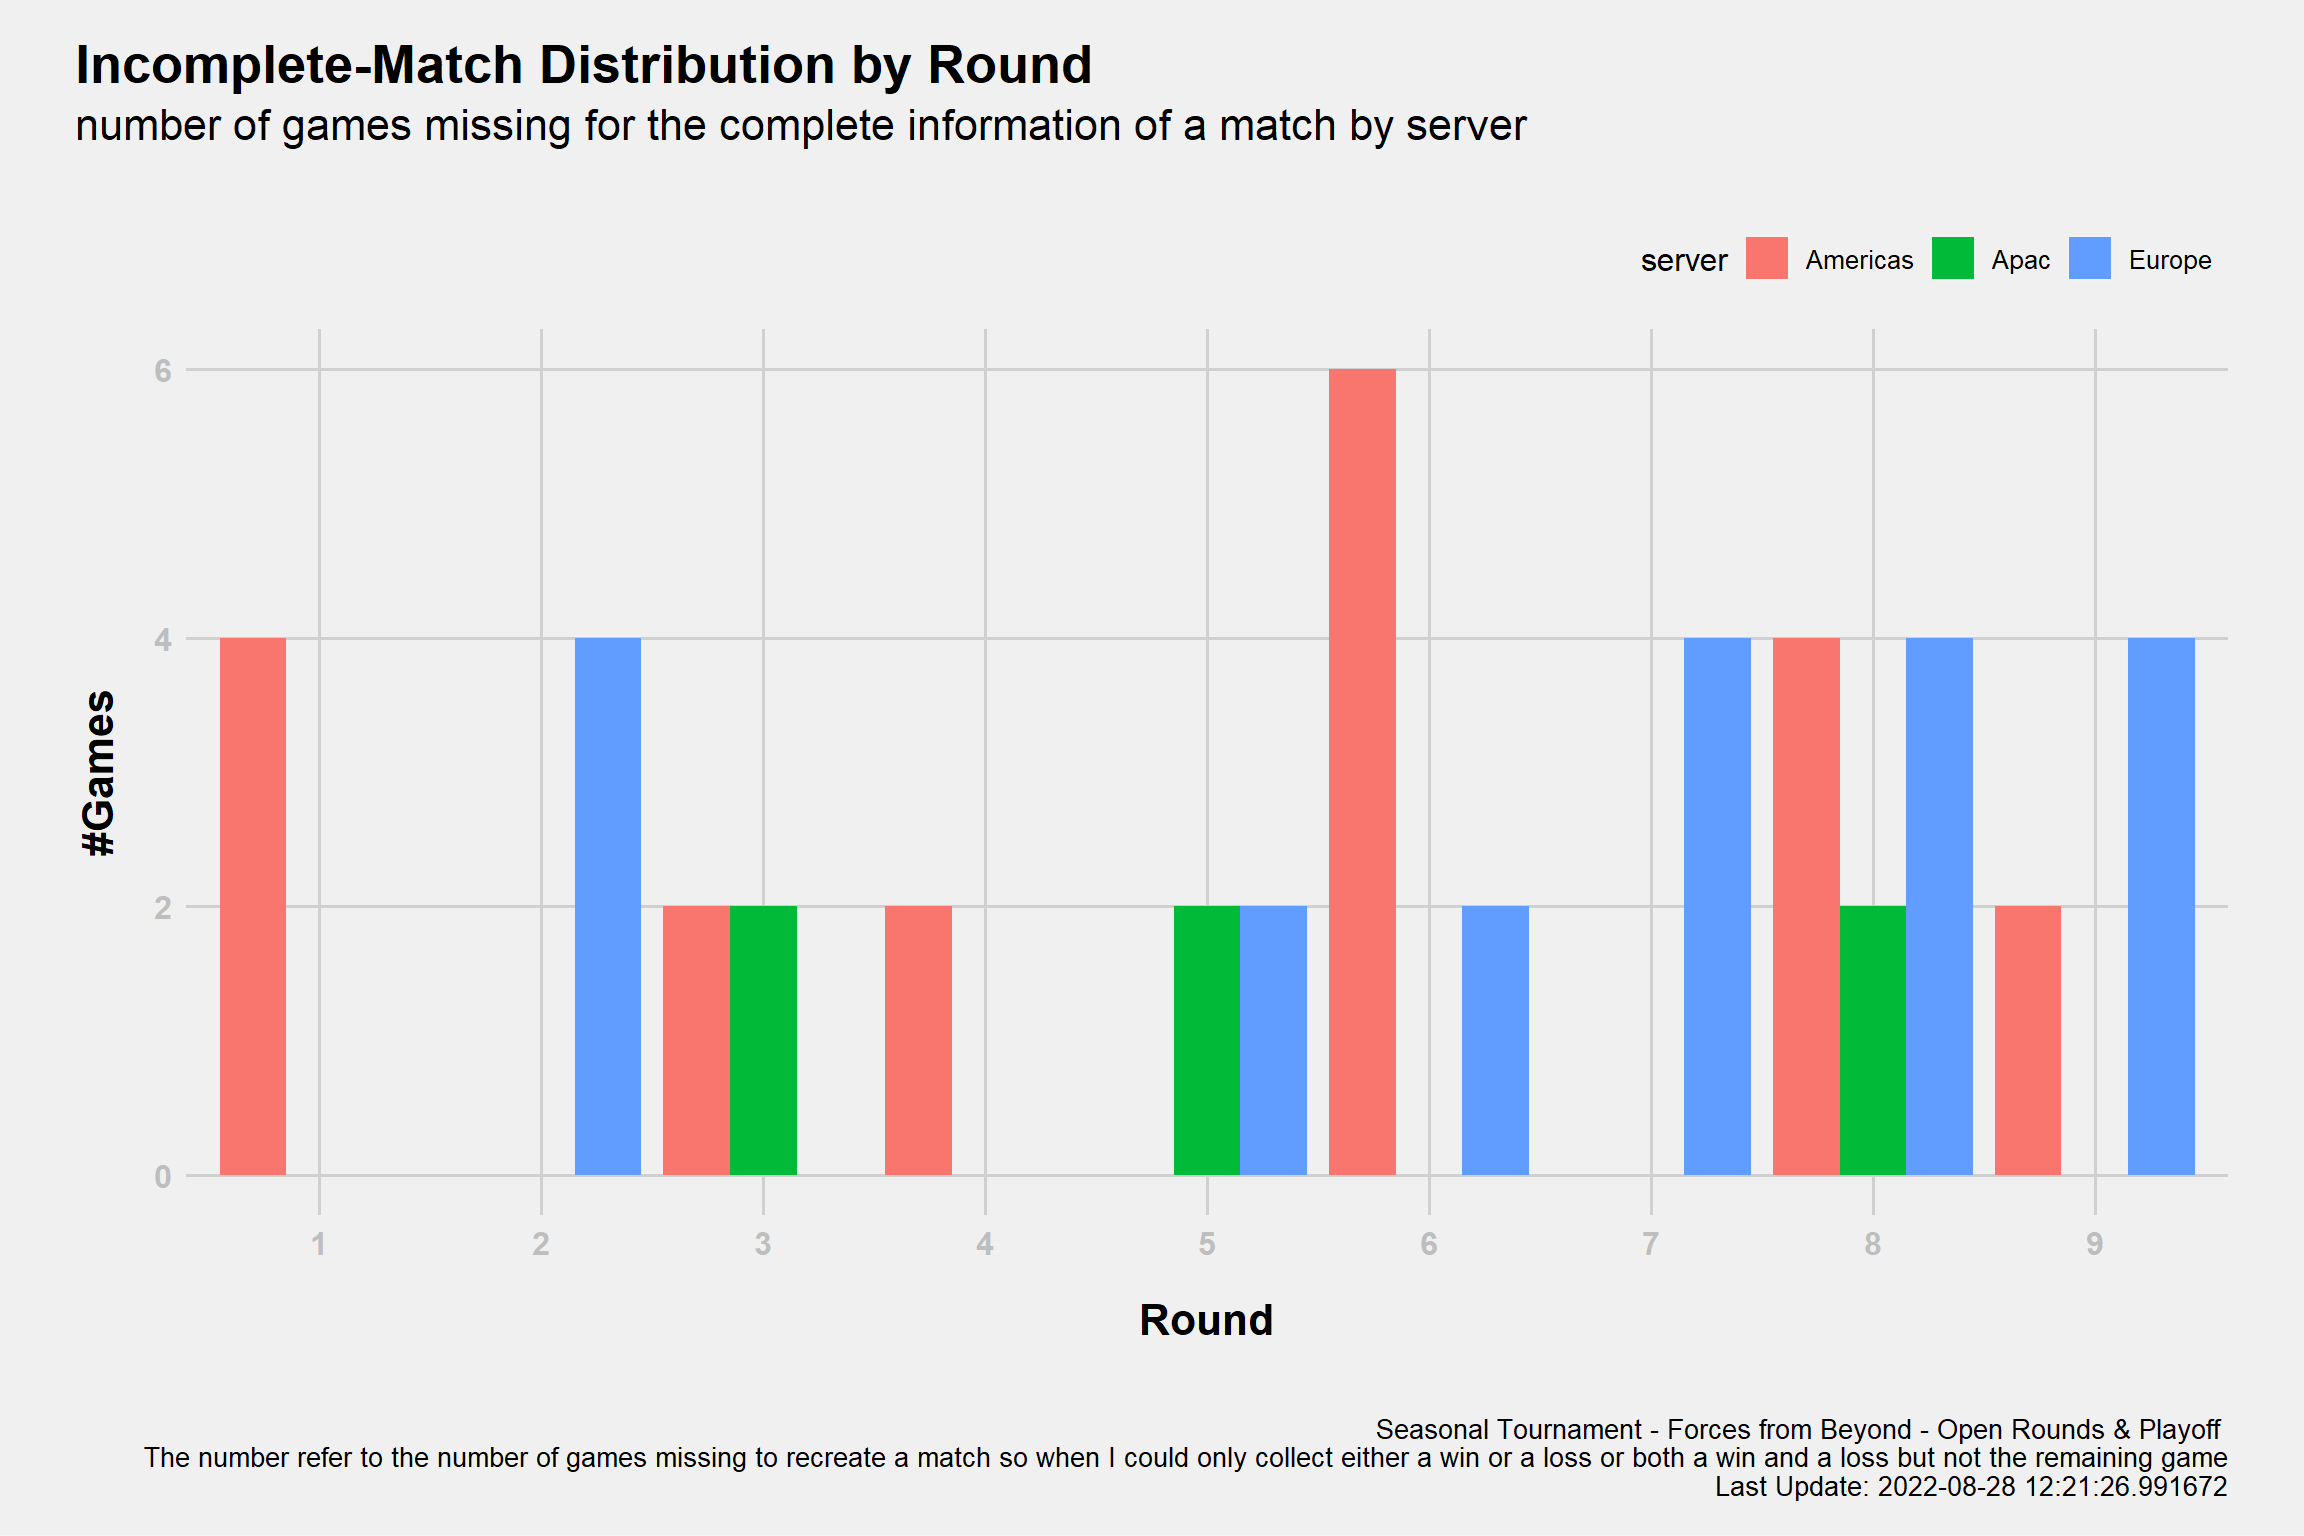 Incomplete-Match Distribution by Round
number of games missing for the complete information of a match by server
server Americas Apac Europe
6
4
2
0
#Games
1 2 3 4 5 6 7 8 9
Round
Seasonal Tournament - Forces from Beyond - Open Rounds & Playoff
The number refer to the number of games missing to recreate a match so when I could only collect either a win or a loss or both a win and a loss but not the remaining game
Last Update: 2022-08-28 12:21:26.991672